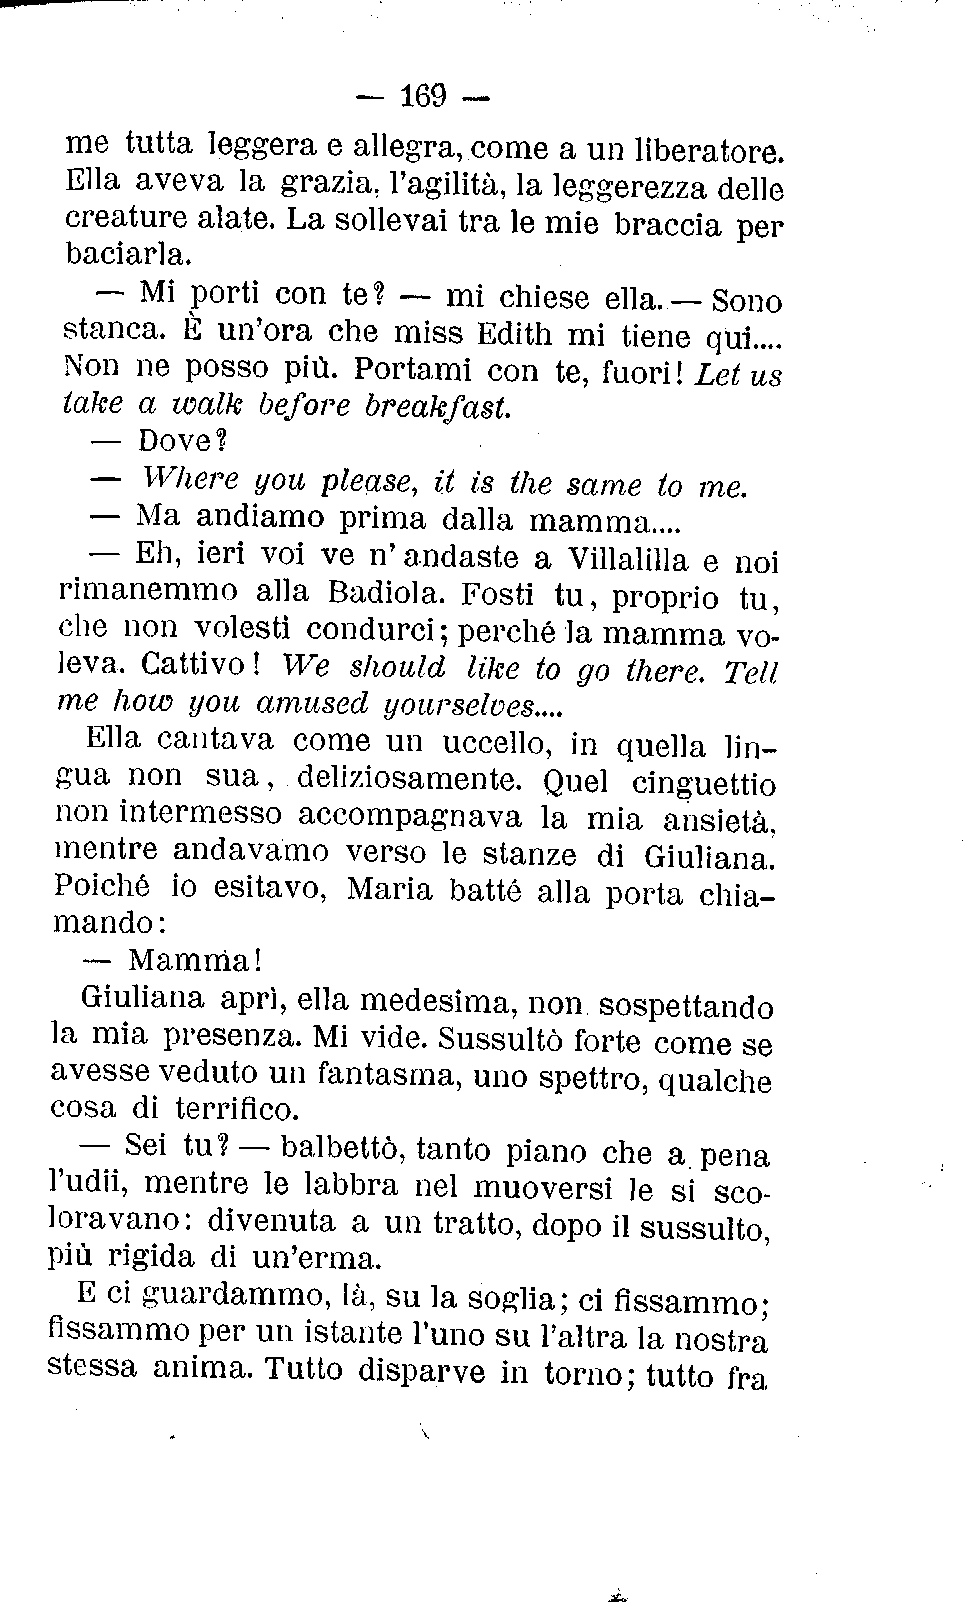 — 169 —
me tutta leggera e allegra, come a un liberatore.
Ella aveva la grazia, l'agilità, la leggerezza delle
creature alate. La sollevai tra le mie braccia per
baciarla.
— Mi porti con te? — mi chiese ella. — Sono
stanca. È un'ora che miss Edith mi tiene qui....
Non ne posso più. Portami con te, fuori! Let us
take a walk before breakfast.
— Dove?
— Where you please, it is the same to me.
— Ma andiamo prima dalla mamma....
— Eh, ieri voi ve n' andaste a Villalilla e noi
rimanemmo alla Badiola. Fosti tu, proprio tu,
che non volesti condurci; perché la mamma vo-
leva. Cattivo! We should like to go there. Tell
me how you amused yourselves....
Ella cantava come un uccello, in quella lin-
gua non sua, deliziosamente. Quel cinguettio
non intermesso accompagnava la mia ansietà,
mentre andavamo verso le stanze di Giuliana.
Poiché io esitavo, Maria batté alla porta chia-
mando:
— Mamma!
Giuliana aprì, ella medesima, non sospettando
la mia presenza. Mi vide. Sussultò forte come se
avesse veduto un fantasma, uno spettro, qualche
cosa di terrifico.
— Sei tu? — balbettò, tanto piano che a pena
l'udii, mentre le labbra nel muoversi le si sco-
loravano: divenuta a un tratto, dopo il sussulto,
più rigida di un'erma.
E ci guardammo, là, su la soglia; ci fissammo;
fissammo per un istante l'uno su l'altra la nostra
stessa anima. Tutto disparve in torno; tutto fra